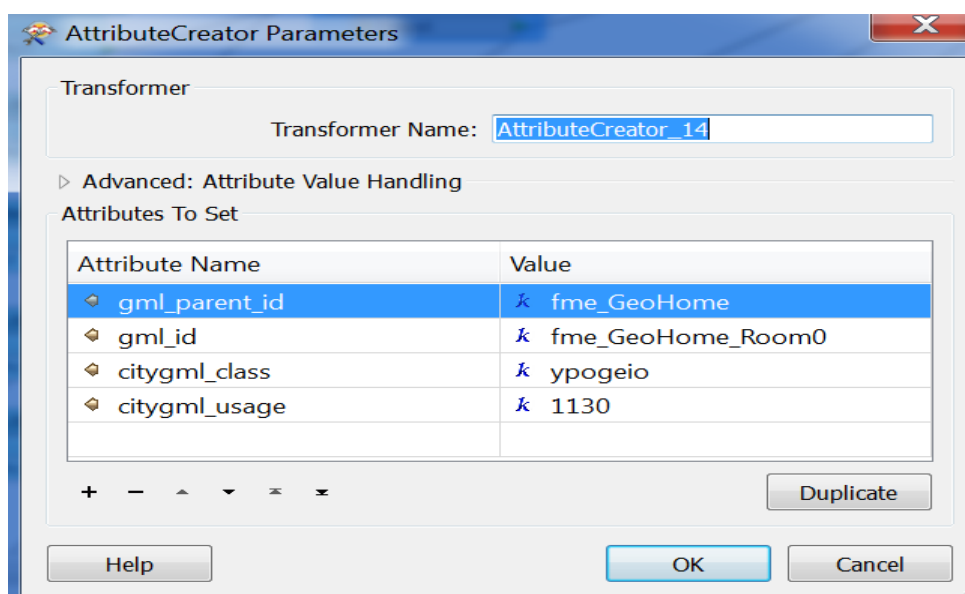 AttributeCreator Parameters
Transformer
Transformer Name: AttributeCreator_14
Advanced: Attribute Value Handling
Attributes To Set
Attribute Name Value
gml_parent_id k fme_GeoHome
gml_id k fme_GeoHome_Room0
citygml_class k ypogeio
citygml_usage k 1130
Duplicate
Help OK Cancel